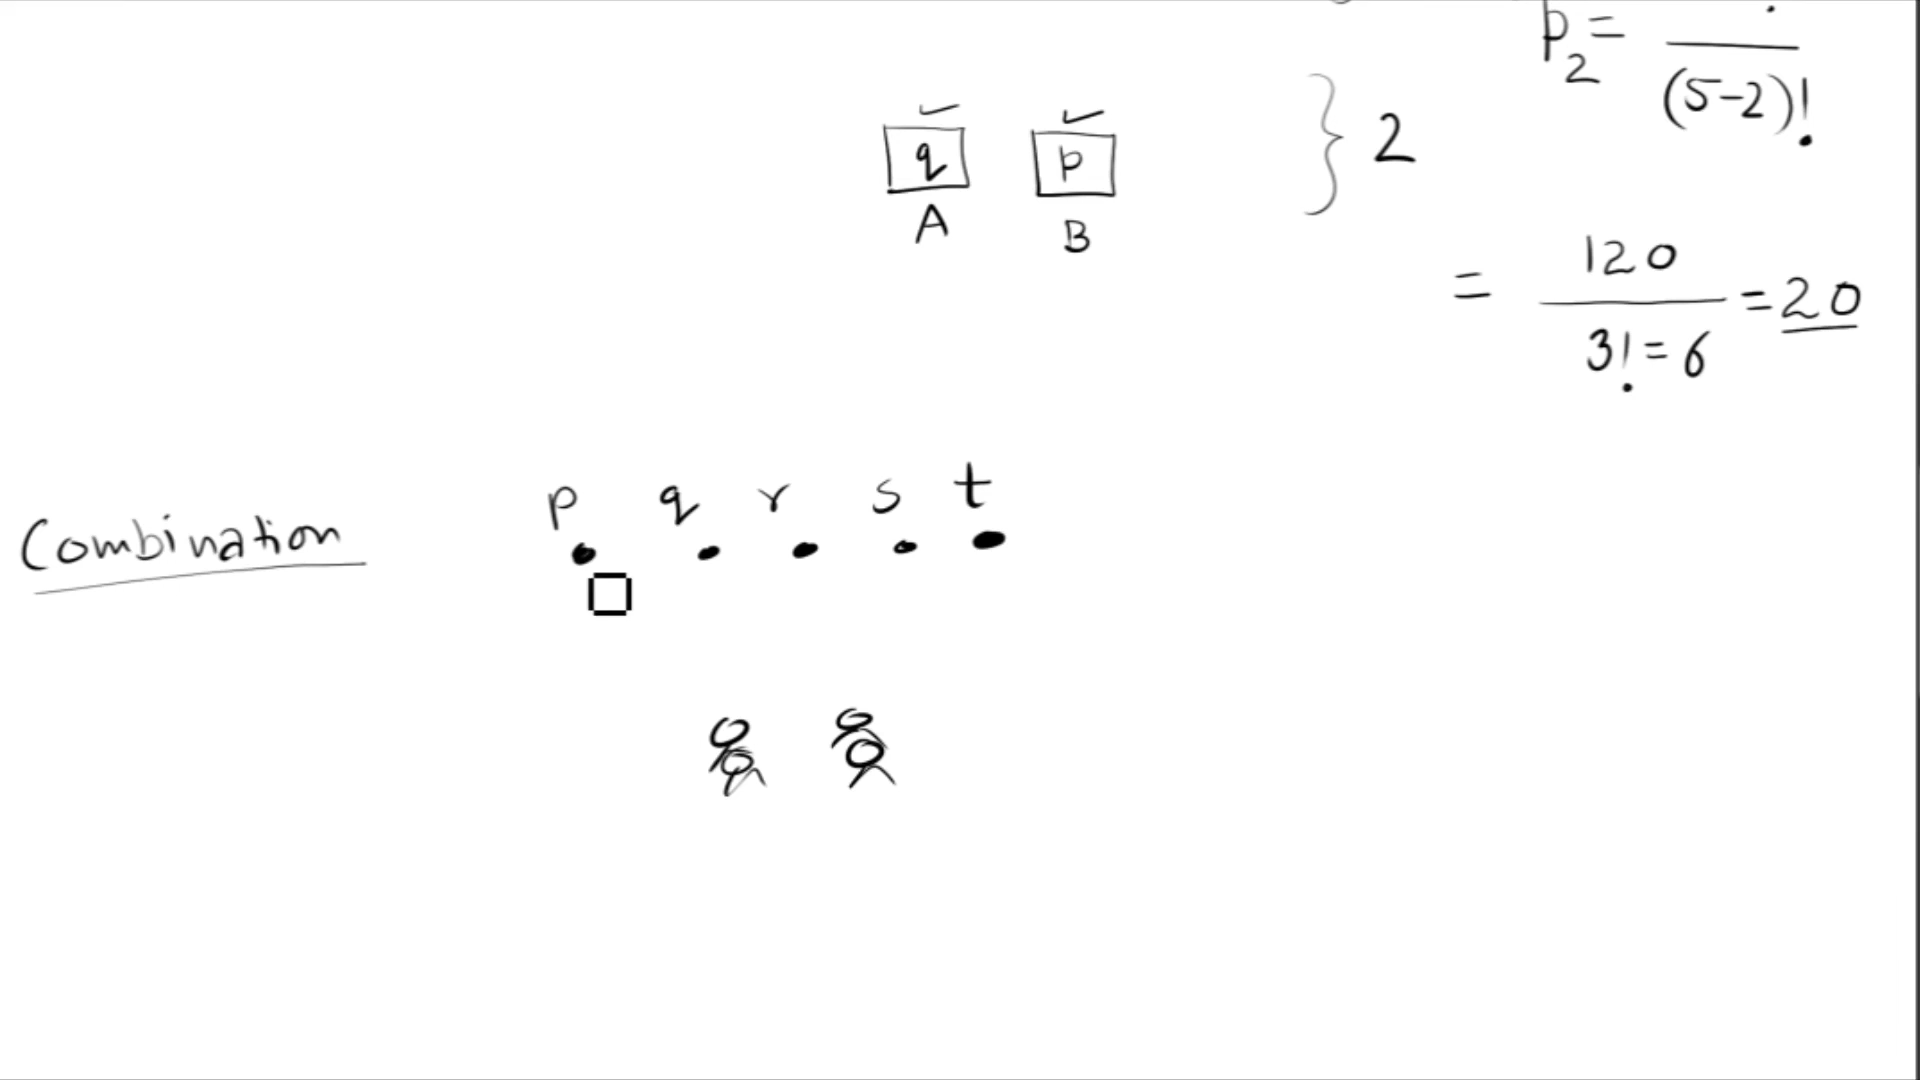 p2 =
(5-2)!
q p } 2
A B
120
= = 20
3! = 6
p q r s t
Combination